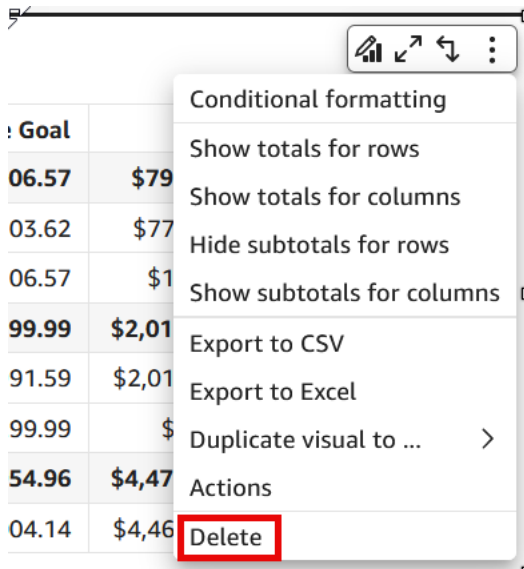 Conditional formatting
: Goal
Show totals for rows
06.57 $79
Show totals for columns
03.62 $77
Hide subtotals for rows
06.57 $1
Show subtotals for columns
99.99 $2,01
Export to CSV
91.59 $2,01
Export to Excel
99.99 $
Duplicate visual to ...
54.96 $4,47
Actions
04.14 $4,46
Delete